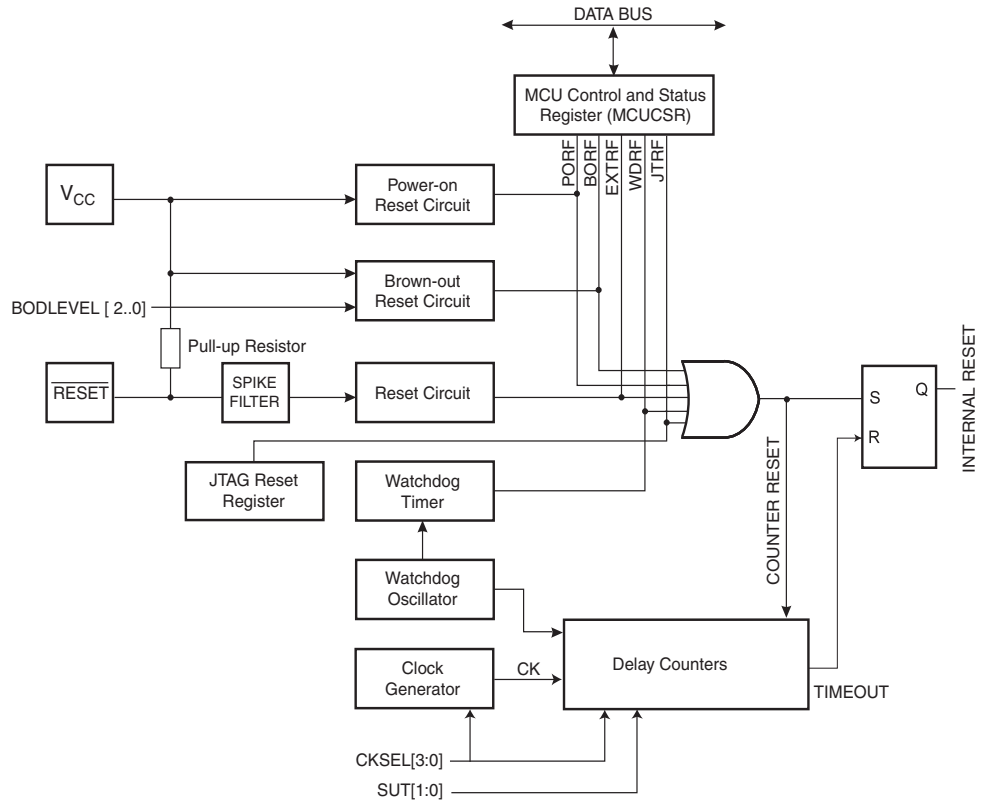 DATA BUS
MCU Control and Status
Register (MCUCSR)
PORF
BORF
EXTRF
WDRF
JTRF
VCC
Power-on
Reset Circuit
Brown-out
Reset Circuit
BODLEVEL [ 2..0]
Pull-up Resistor
RESET
SPIKE
FILTER
Reset Circuit
JTAG Reset
Register
Watchdog
Timer
Watchdog
Oscillator
Clock
Generator
CK
CKSEL[3:0]
SUT[1:0]
Delay Counters
COUNTER RESET
TIMEOUT
S
R
Q
INTERNAL RESET